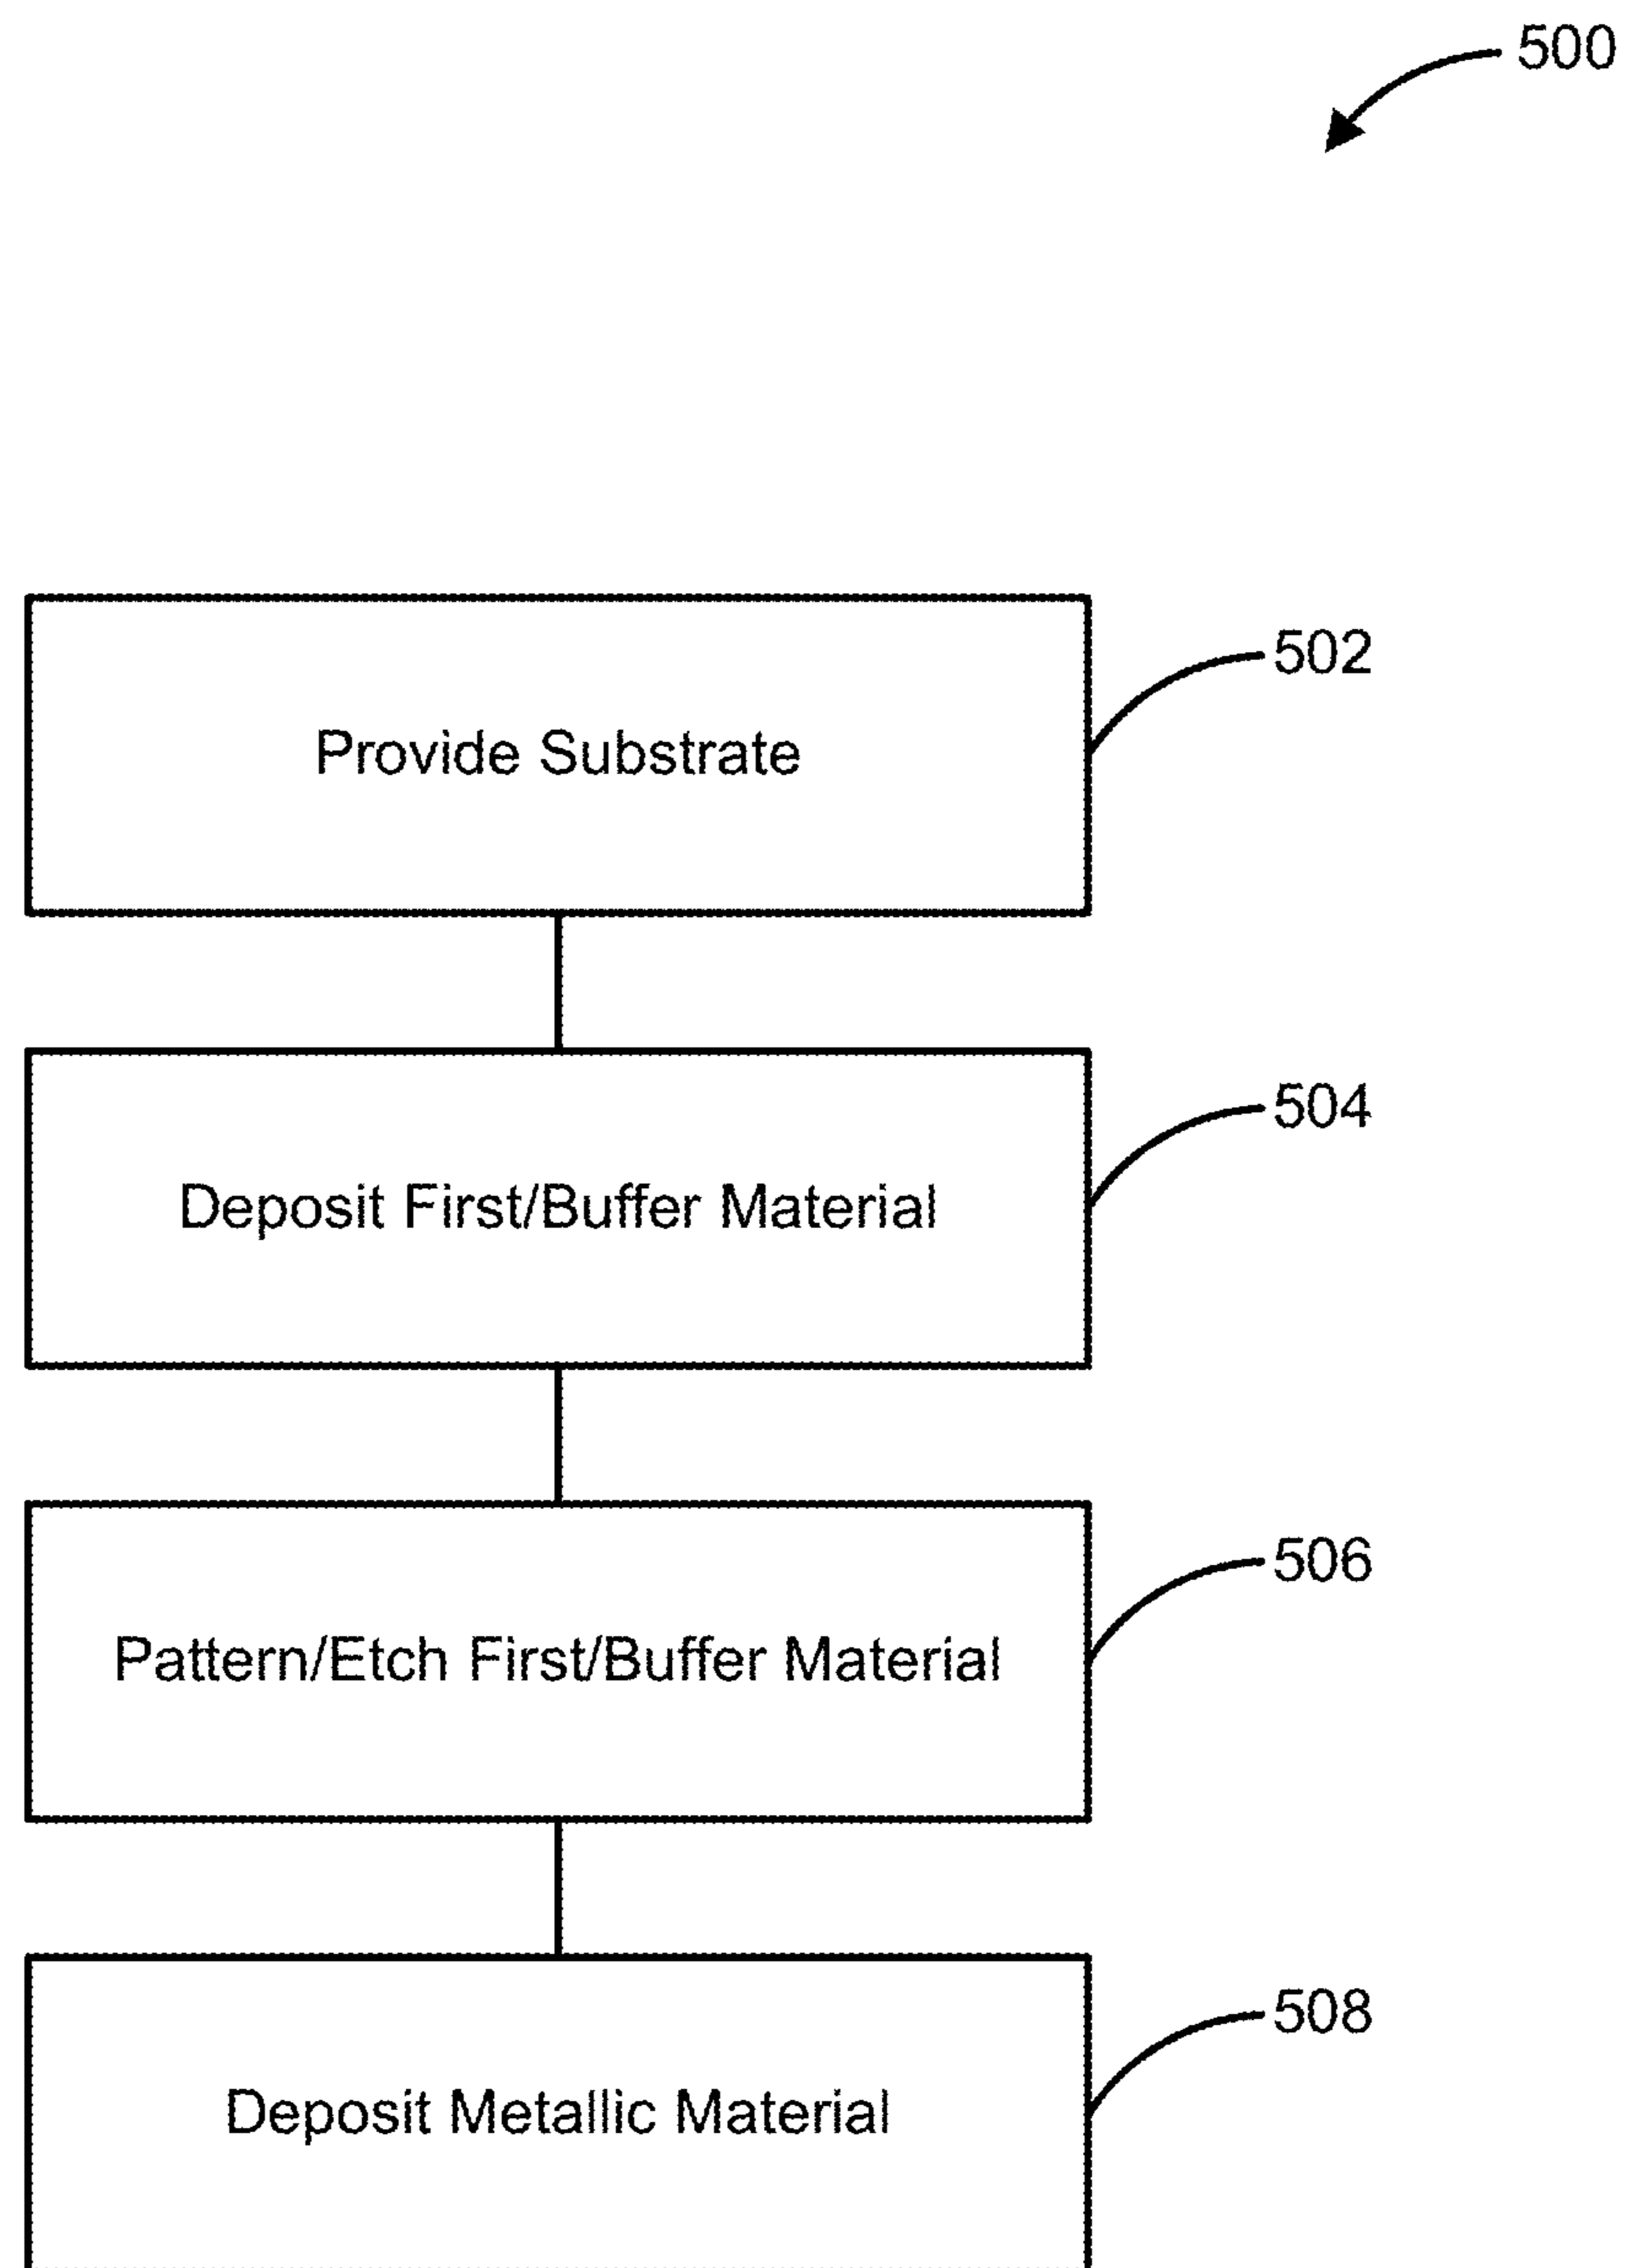 500
502
Provide Substrate
504
Deposit First/Buffer Material
506
Pattern/Etch First/Buffer Material
508
Deposit Metallic Material